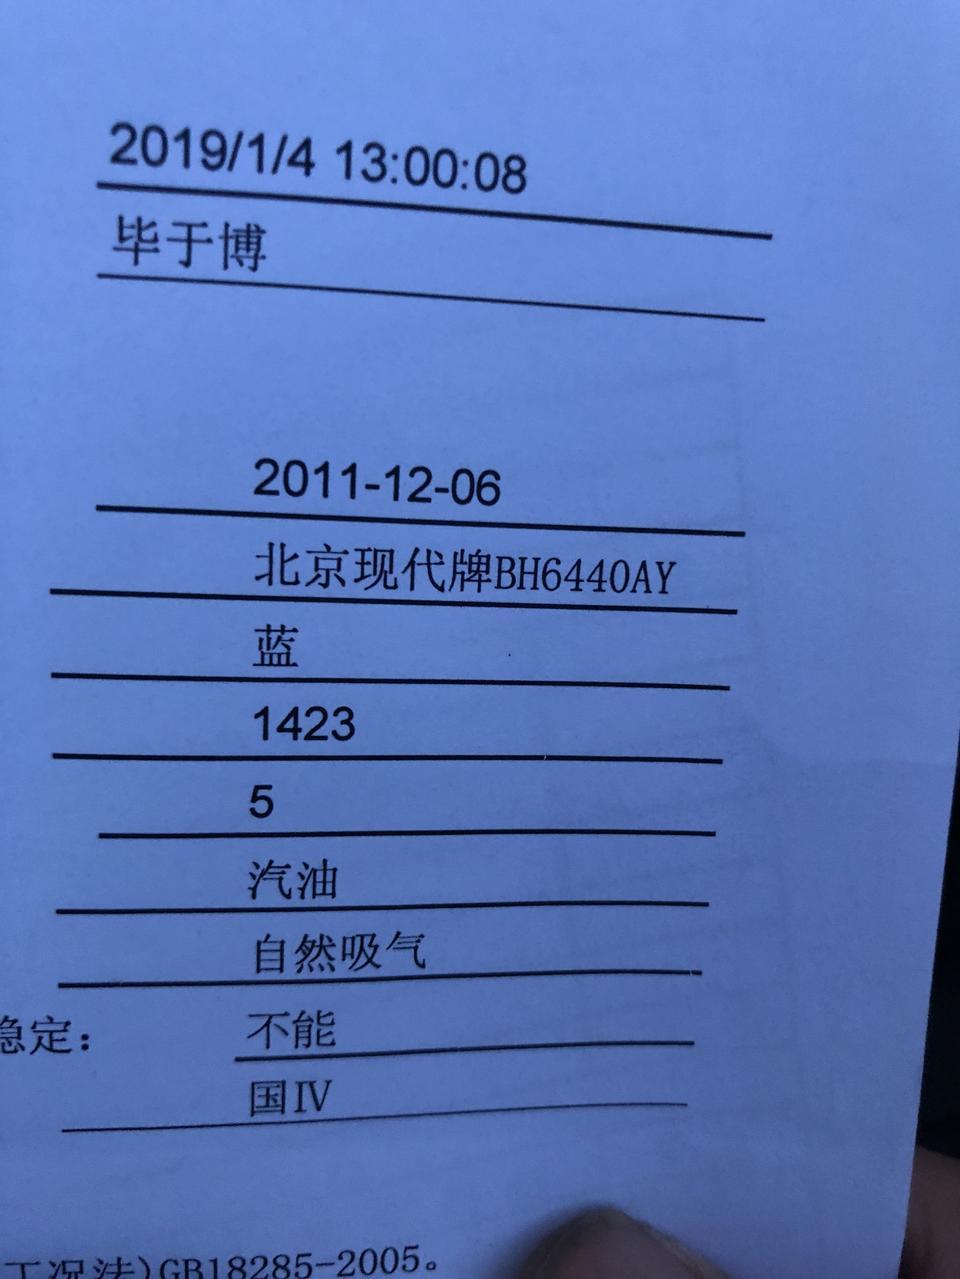 2019/1/4 13:00:08
毕于博
2011-12-06
北京现代牌BH6440AY
蓝
1423
5
汽油
自然吸气
稳定： 不能
国IV
工况法)GB18285-2005。